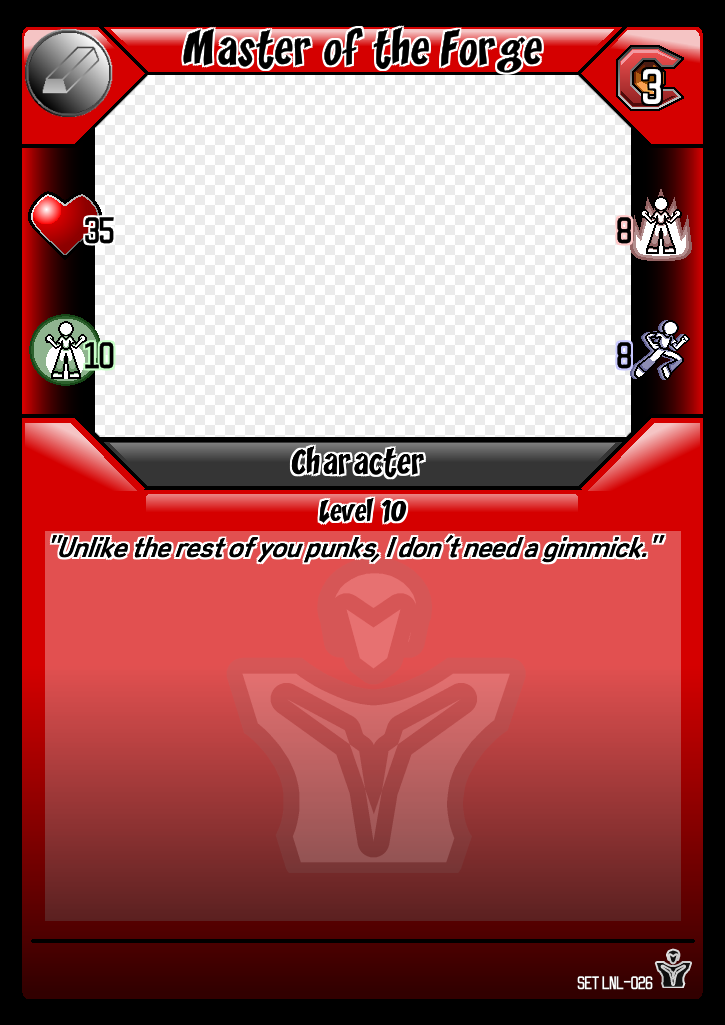 Master of the Forge
3
35
8
10
8
Character
Level 10
"Unlike the rest of you punks, I don't need a gimmick."
SET LNL-026